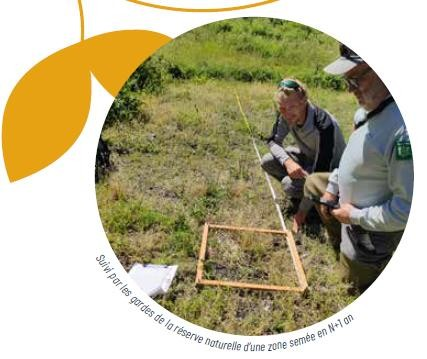 Suivi par les gardes de la réserve naturelle d'une zone semée en N+1 an